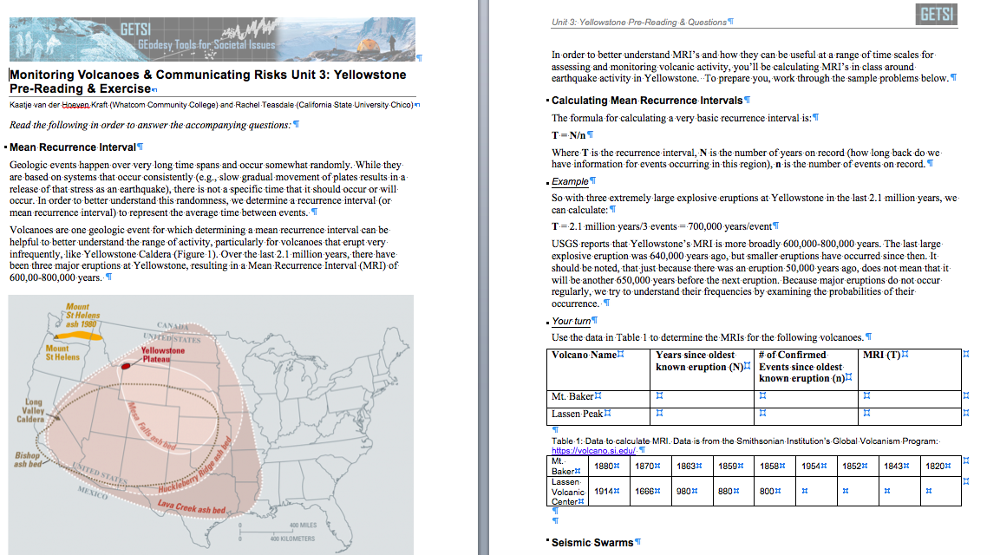 GETSI
GEodesy Tools for Societal Issues
Monitoring Volcanoes & Communicating Risks Unit 3: Yellowstone
Pre-Reading & Exercise
Kaatje van der Hoeven Kraft (Whatcom Community College) and Rachel Teasdale (California State University Chico)
Read the following in order to answer the accompanying questions: ¶
▪ Mean Recurrence Interval¶
Geologic events happen over very long time spans and occur somewhat randomly. While they
are based on systems that occur consistently (e.g., slow gradual movement of plates results in a
release of that stress as an earthquake), there is not a specific time that it should occur or will
occur. In order to better understand this randomness, we determine a recurrence interval (or
mean recurrence interval) to represent the average time between events. ¶
Volcanoes are one geologic event for which determining a mean recurrence interval can be
helpful to better understand the range of activity, particularly for volcanoes that erupt very
infrequently, like Yellowstone Caldera (Figure 1). Over the last 2.1 million years, there have
been three major eruptions at Yellowstone, resulting in a Mean Recurrence Interval (MRI) of
600,00-800,000 years. ¶
Mount
St Helens
ash 1980
CANADA
UNITED STATES
Mount
St Helens
Yellowstone
Plateau
Long
Valley
Caldera
Mesa Falls ash bed
Bishop
ash bed
Huckleberry Ridge ash bed
UNITED STATES
MEXICO
Lava Creek ash bed
0 400 MILES
0 400 KILOMETERS
Unit 3: Yellowstone Pre-Reading & Questions¶
GETSI
In order to better understand MRI's and how they can be useful at a range of time scales for
assessing and monitoring volcanic activity, you'll be calculating MRI's in class around
earthquake activity in Yellowstone. To prepare you, work through the sample problems below. ¶
▪ Calculating Mean Recurrence Intervals¶
The formula for calculating a very basic recurrence interval is:¶
T = N/n¶
Where T is the recurrence interval, N is the number of years on record (how long back do we
have information for events occurring in this region), n is the number of events on record.¶
▪ Example¶
So with three extremely large explosive eruptions at Yellowstone in the last 2.1 million years, we
can calculate:¶
T = 2.1 million years/3 events = 700,000 years/event¶
USGS reports that Yellowstone's MRI is more broadly 600,000-800,000 years. The last large
explosive eruption was 640,000 years ago, but smaller eruptions have occurred since then. It
should be noted, that just because there was an eruption 50,000 years ago, does not mean that it
will be another 650,000 years before the next eruption. Because major eruptions do not occur
regularly, we try to understand their frequencies by examining the probabilities of their
occurrence. ¶
▪ Your turn¶
Use the data in Table 1 to determine the MRIs for the following volcanoes. ¶
Volcano Name¤ Years since oldest known eruption (N)¤ # of Confirmed Events since oldest known eruption (n)¤ MRI (T)¤ ¤
Mt. Baker¤ ¤ ¤ ¤ ¤
Lassen Peak¤ ¤ ¤ ¤ ¤
¶
Table 1: Data to calculate MRI. Data is from the Smithsonian Institution's Global Volcanism Program:
https://volcano.si.edu/ ¶
Mt. Baker¤ 1880¤ 1870¤ 1863¤ 1859¤ 1858¤ 1954¤ 1852¤ 1843¤ 1820¤ ¤
Lassen Volcanic Center¤ 1914¤ 1666¤ 980¤ 880¤ 800¤ ¤ ¤ ¤ ¤ ¤
¶
¶
▪ Seismic Swarms¶